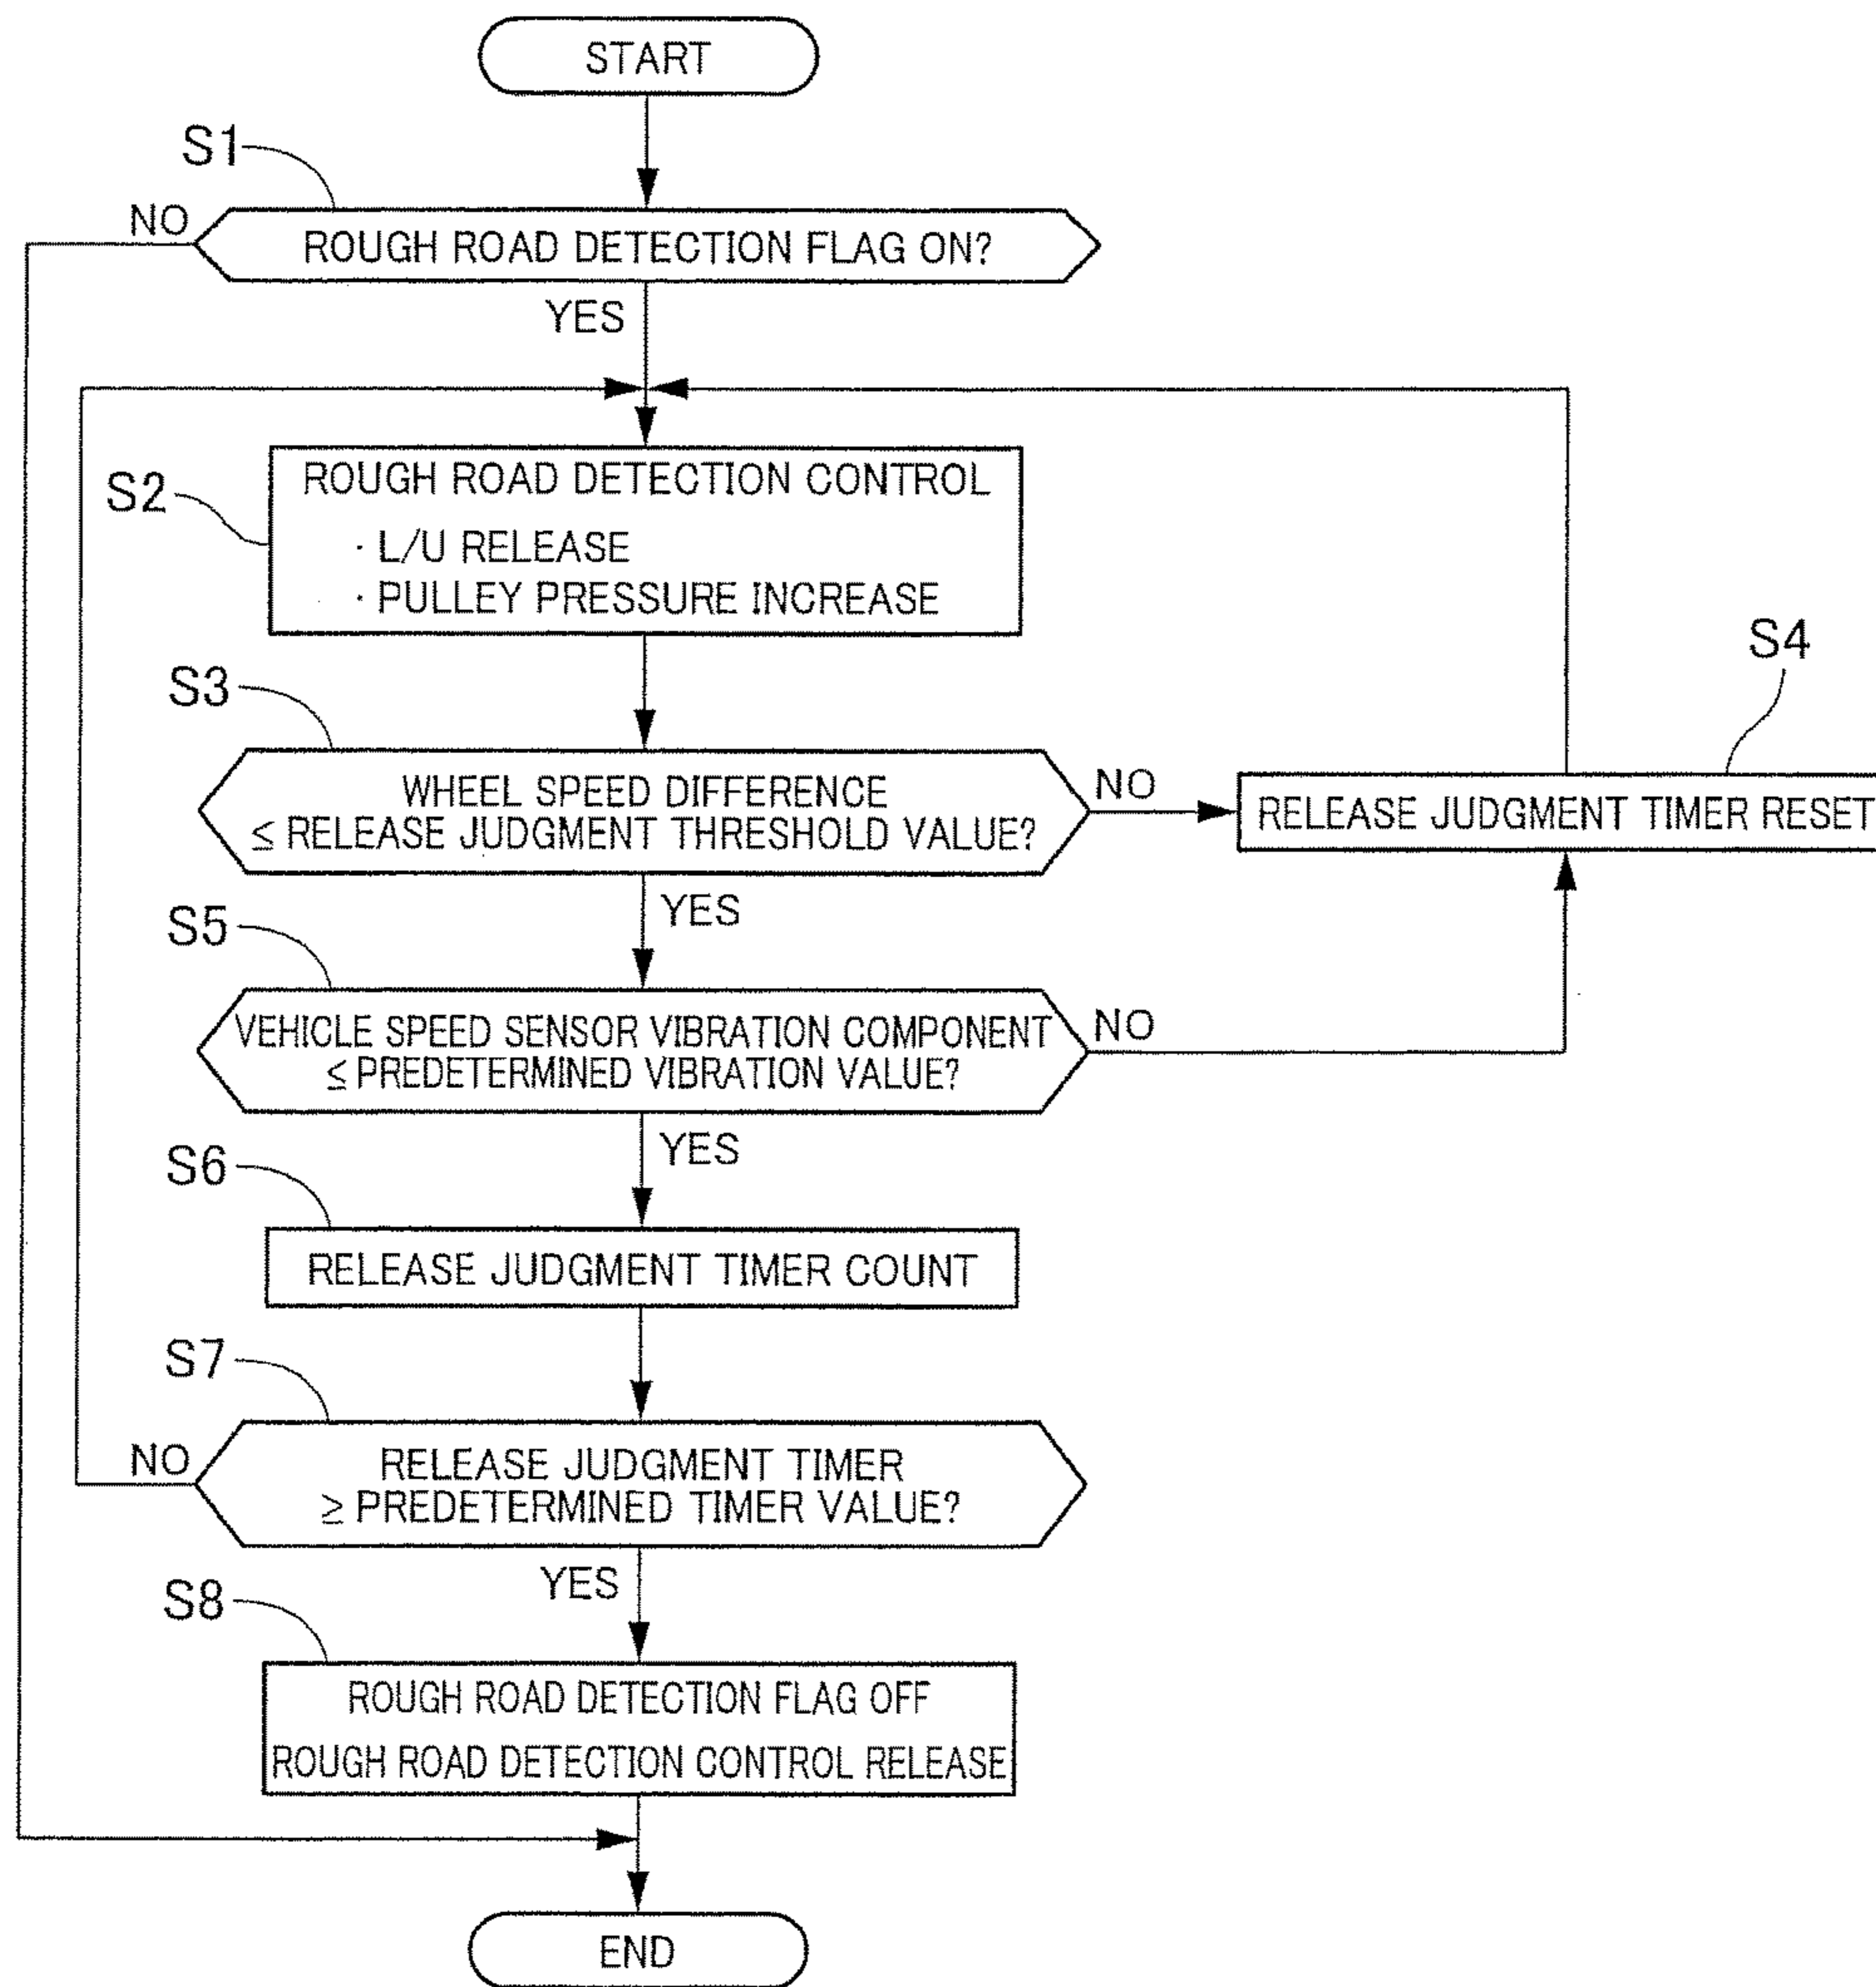 START
S1
NO
ROUGH ROAD DETECTION FLAG ON?
YES
S2
ROUGH ROAD DETECTION CONTROL
· L/U RELEASE
· PULLEY PRESSURE INCREASE
S3
WHEEL SPEED DIFFERENCE
≤ RELEASE JUDGMENT THRESHOLD VALUE?
NO
S4
RELEASE JUDGMENT TIMER RESET
YES
S5
VEHICLE SPEED SENSOR VIBRATION COMPONENT
≤ PREDETERMINED VIBRATION VALUE?
NO
YES
S6
RELEASE JUDGMENT TIMER COUNT
S7
NO
RELEASE JUDGMENT TIMER
≥ PREDETERMINED TIMER VALUE?
YES
S8
ROUGH ROAD DETECTION FLAG OFF
ROUGH ROAD DETECTION CONTROL RELEASE
END